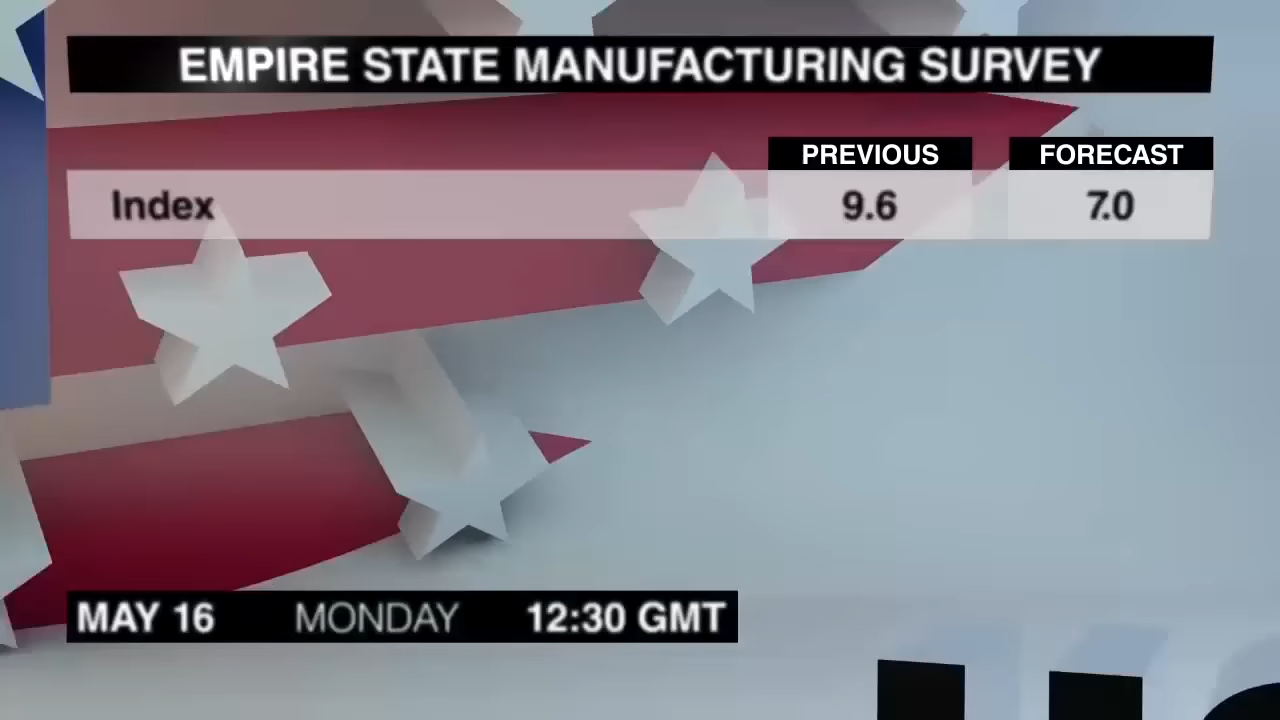 EMPIRE STATE MANUFACTURING SURVEY
PREVIOUS FORECAST
Index 9.6 7.0
MAY 16 MONDAY 12:30 GMT